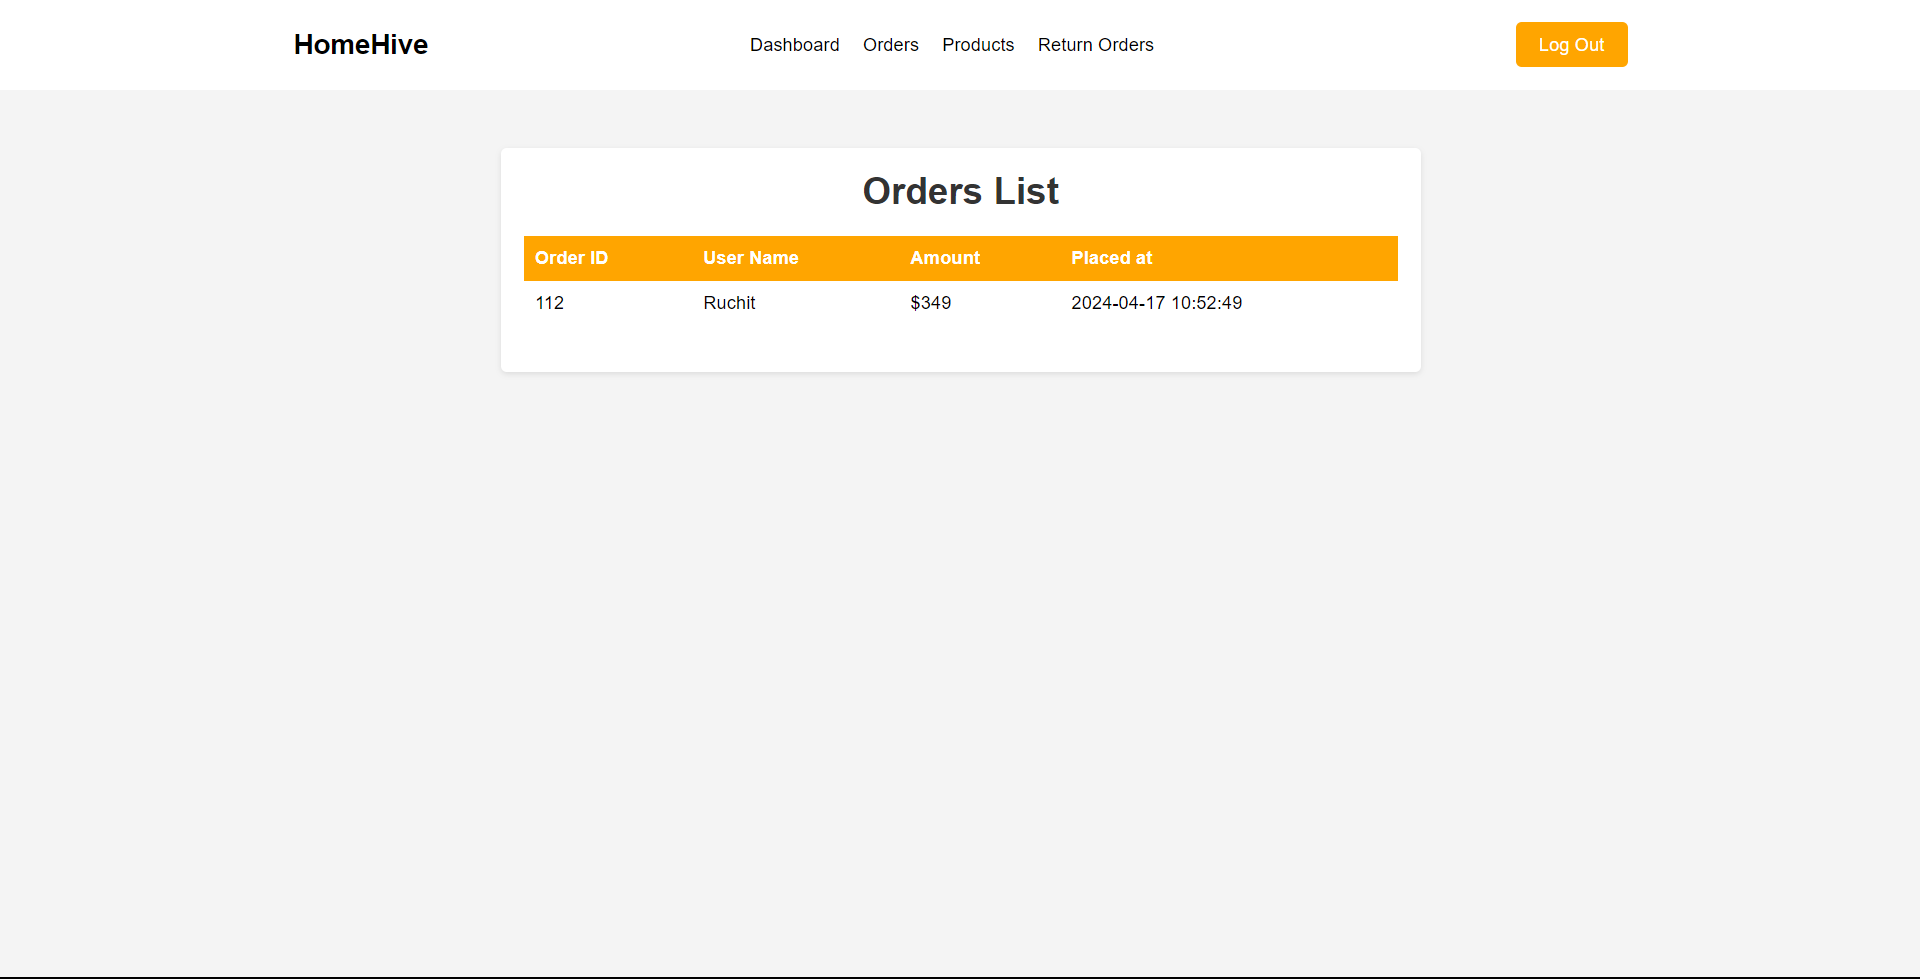 HomeHive
Dashboard Orders Products Return Orders
Log Out
Orders List
Order ID User Name Amount Placed at
112 Ruchit $349 2024-04-17 10:52:49